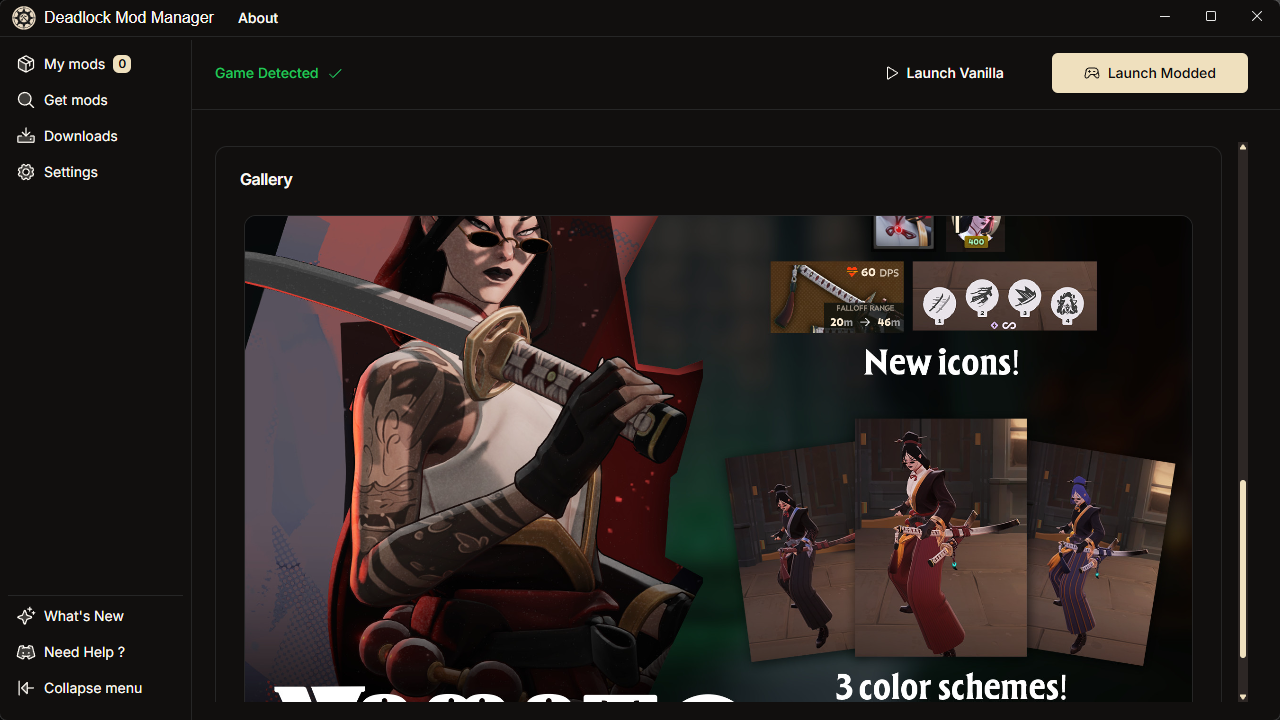 Deadlock Mod Manager
About
My mods 0
Get mods
Downloads
Settings
Game Detected
Launch Vanilla
Launch Modded
Gallery
400
60 DPS
FALLOFF RANGE
20m → 46m
1 2 3 4
New icons!
3 color schemes!
What's New
Need Help ?
Collapse menu